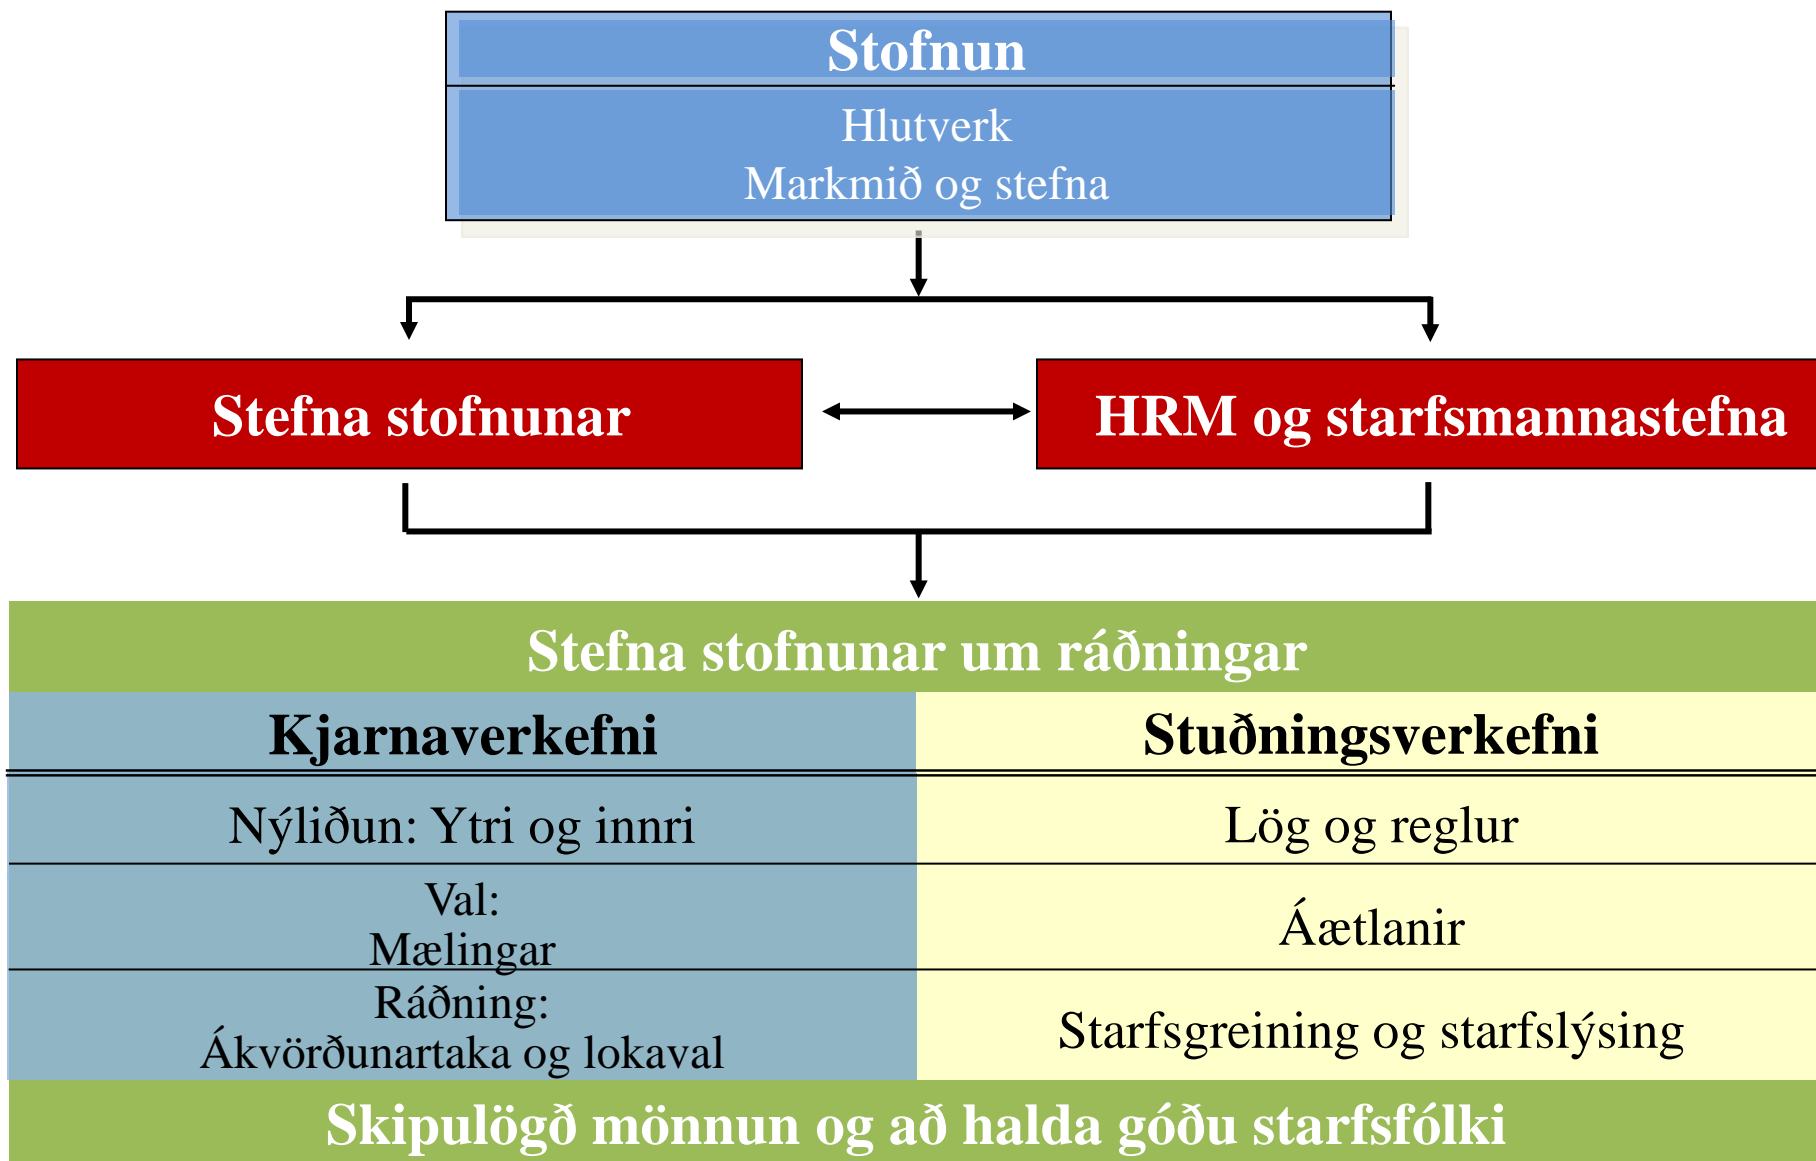 Stofnun
Hlutverk
Markmið og stefna
Stefna stofnunar
HRM og starfsmannastefna
Stefna stofnunar um ráðningar
Kjarnaverkefni
Stuðningsverkefni
Nýliðun: Ytri og innri
Lög og reglur
Val:
Mælingar
Áætlanir
Ráðning:
Ákvörðunartaka og lokaval
Starfsgreining og starfslýsing
Skipulögð mönnun og að halda góðu starfsfólki